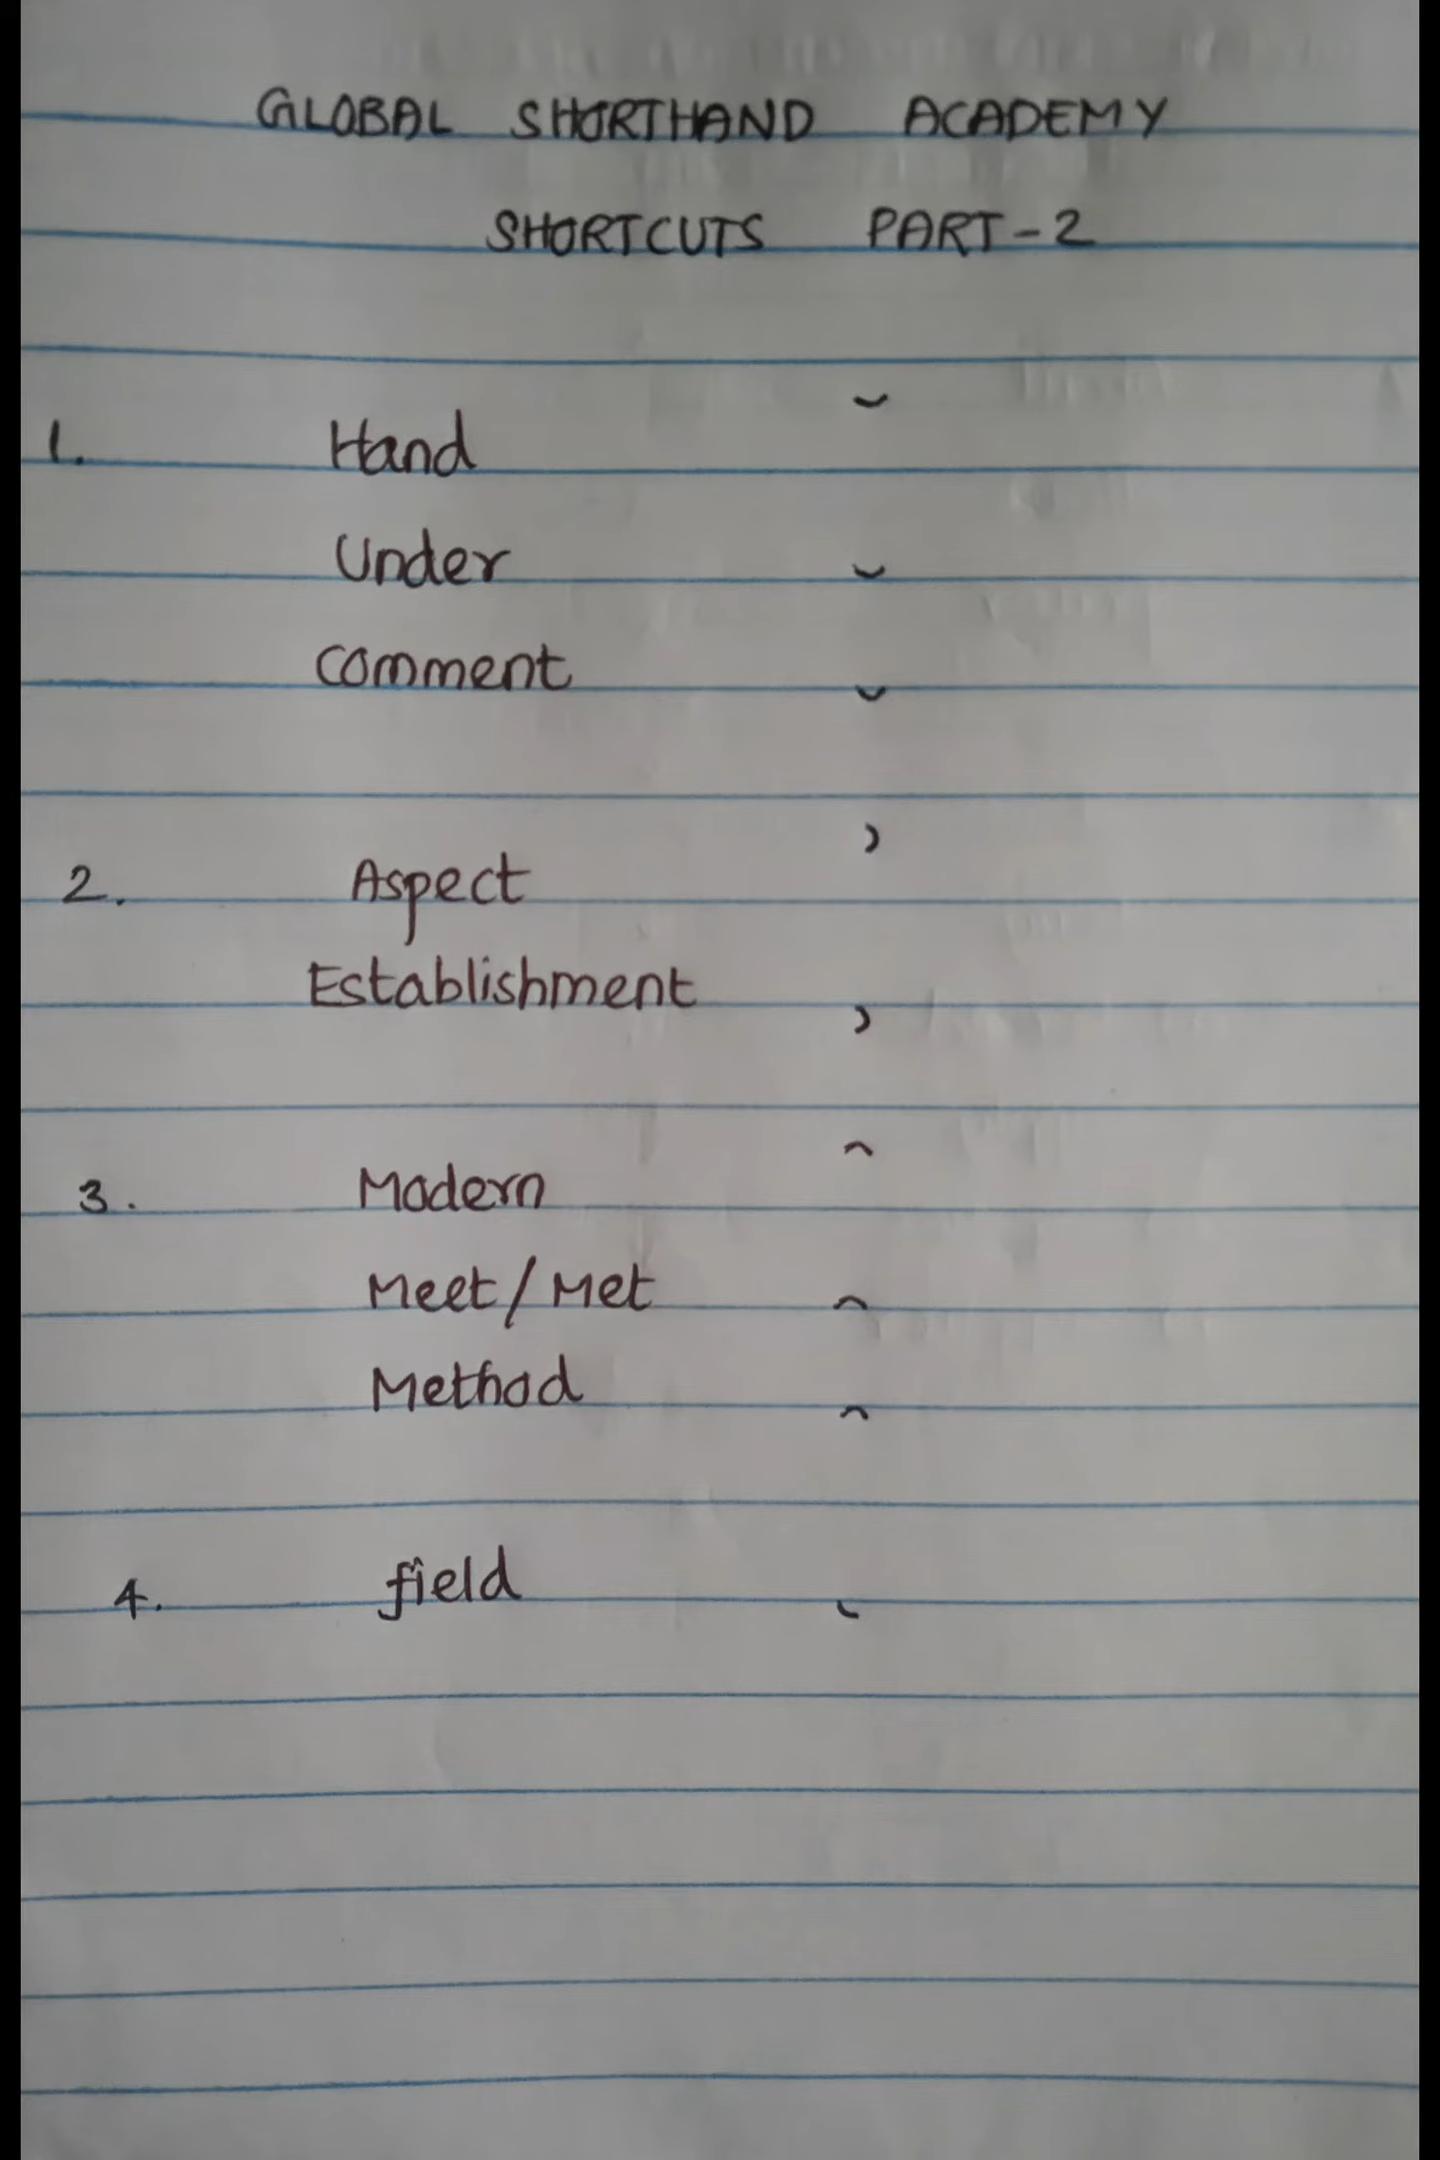 GLOBAL SHORTHAND ACADEMY
SHORTCUTS PART-2
1. Hand
Under
Comment
2. Aspect
Establishment
3. Modern
Meet/Met
Method
4. field